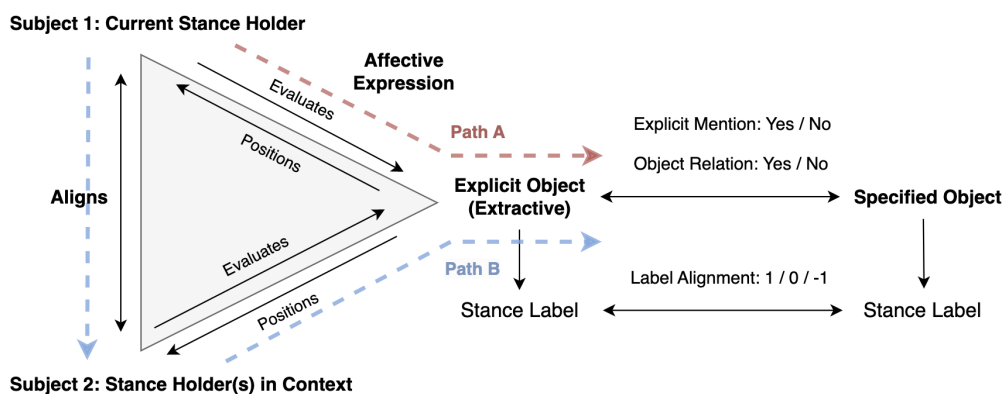 Subject 1: Current Stance Holder
Affective
Expression
Evaluates
Path A
Explicit Mention: Yes / No
Positions
Object Relation: Yes / No
Aligns
Explicit Object
(Extractive)
Specified Object
Evaluates
Path B
Label Alignment: 1 / 0 / -1
Positions
Stance Label
Stance Label
Subject 2: Stance Holder(s) in Context